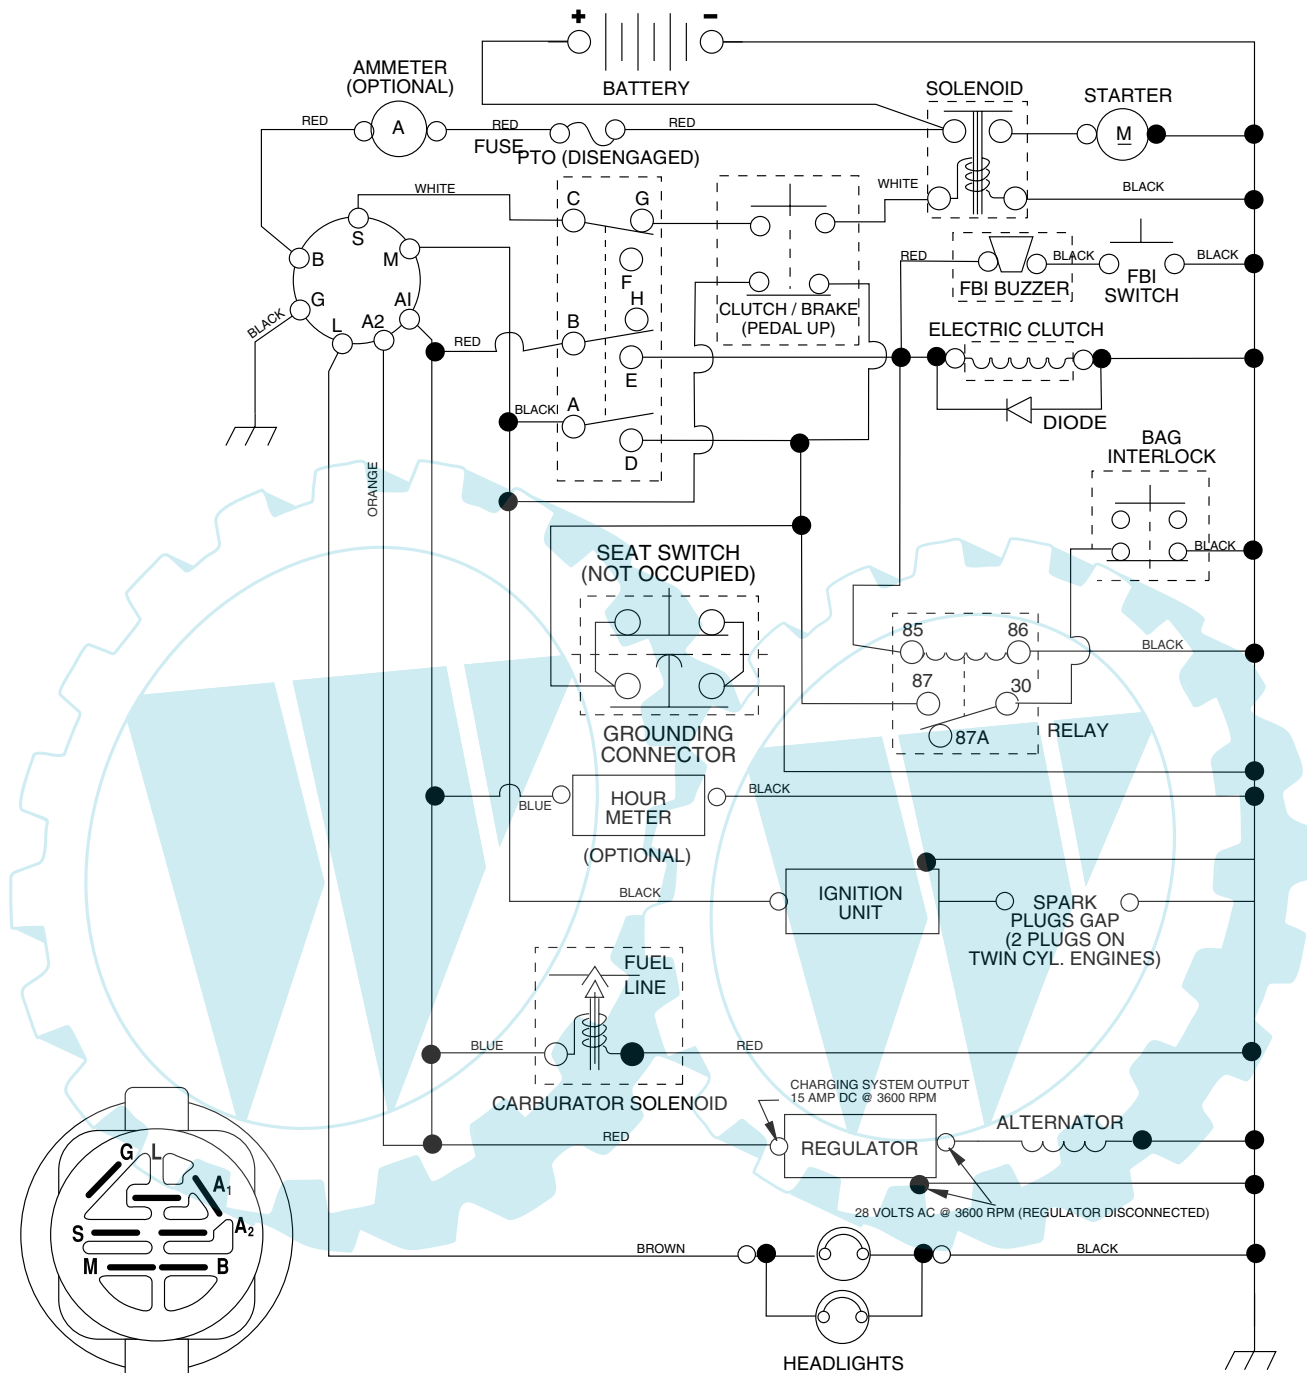 +
–
BATTERY
AMMETER
(OPTIONAL)
A
RED
RED
FUSE
RED
PTO (DISENGAGED)
SOLENOID
STARTER
M
WHITE
WHITE
BLACK
S
B
M
G
A1
L
A2
BLACK
C
G
F
H
B
E
A
D
RED
BLACK
CLUTCH / BRAKE
(PEDAL UP)
RED
FBI BUZZER
BLACK
FBI
SWITCH
BLACK
ELECTRIC CLUTCH
DIODE
BAG
INTERLOCK
BLACK
ORANGE
SEAT SWITCH
(NOT OCCUPIED)
GROUNDING
CONNECTOR
85
86
87
30
87A
RELAY
BLACK
BLUE
HOUR
METER
(OPTIONAL)
BLACK
BLACK
IGNITION
UNIT
SPARK
PLUGS GAP
(2 PLUGS ON
TWIN CYL. ENGINES)
FUEL
LINE
BLUE
RED
CARBURATOR SOLENOID
CHARGING SYSTEM OUTPUT
15 AMP DC @ 3600 RPM
RED
REGULATOR
ALTERNATOR
28 VOLTS AC @ 3600 RPM (REGULATOR DISCONNECTED)
BROWN
BLACK
HEADLIGHTS
G
L
A1
S
A2
M
B